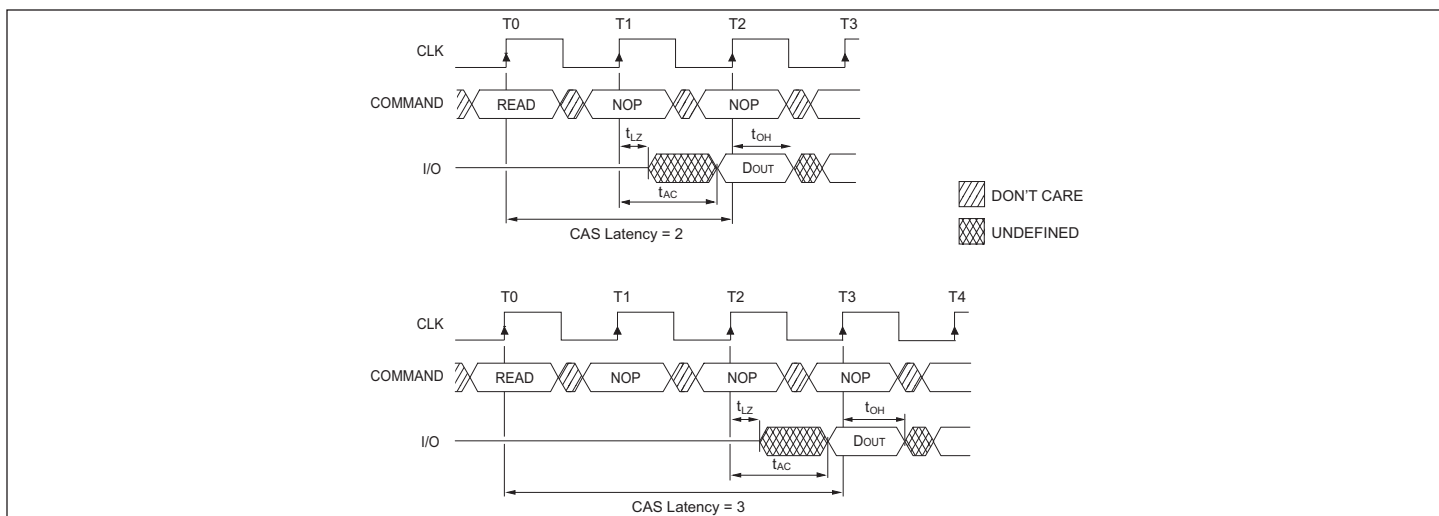 T0 T1 T2 T3
CLK
COMMAND READ NOP NOP
tLZ tOH
I/O DOUT
tAC
CAS Latency = 2
DON'T CARE
UNDEFINED
T0 T1 T2 T3 T4
CLK
COMMAND READ NOP NOP NOP
tLZ tOH
I/O DOUT
tAC
CAS Latency = 3